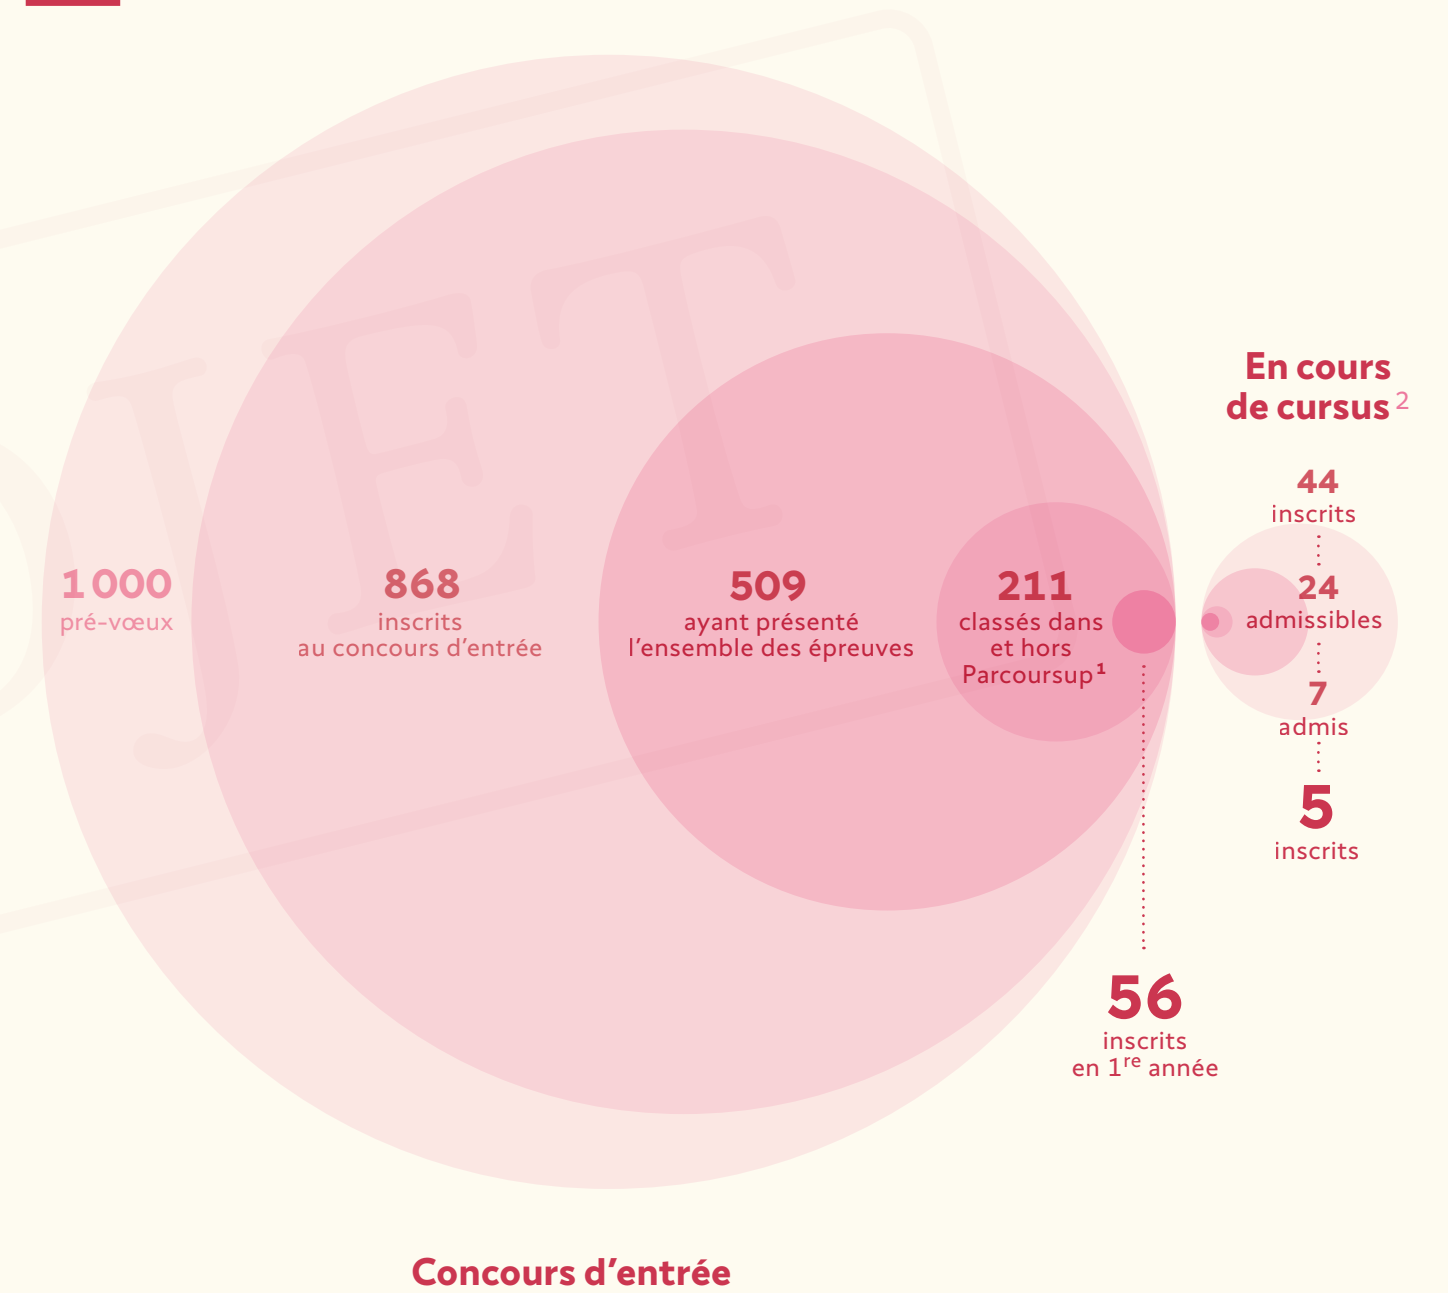 1 000
pré-vœux
868
inscrits
au concours d’entrée
509
ayant présenté
l’ensemble des épreuves
211
classés dans
et hors
Parcoursup¹
56
inscrits
en 1re année
En cours
de cursus 2
44
inscrits
24
admissibles
7
admis
5
inscrits
Concours d’entrée
JET